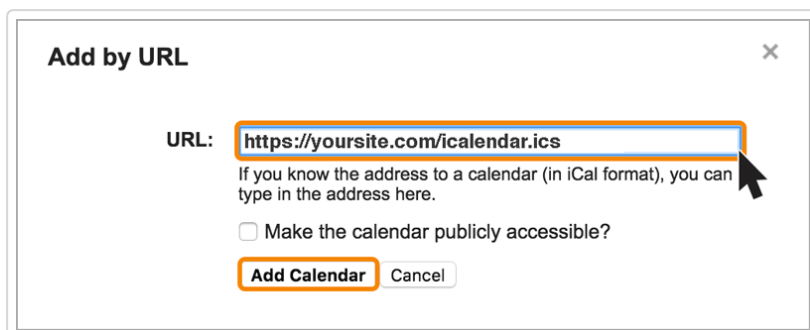 Add by URL
×
URL: https://yoursite.com/icalendar.ics
If you know the address to a calendar (in iCal format), you can
type in the address here.
Make the calendar publicly accessible?
Add Calendar Cancel